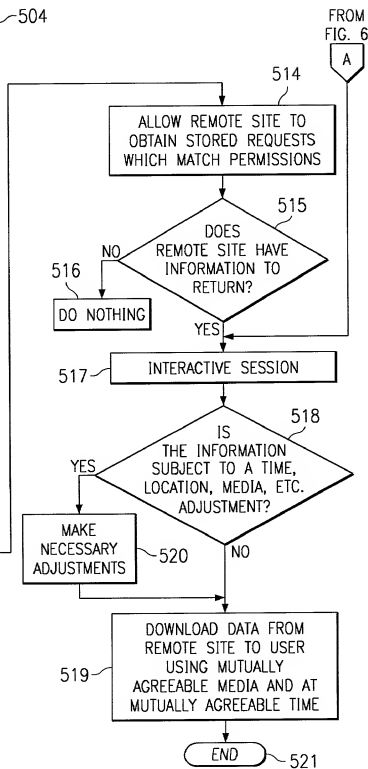 504
FROM
FIG. 6
A
514
ALLOW REMOTE SITE TO
OBTAIN STORED REQUESTS
WHICH MATCH PERMISSIONS
515
DOES
REMOTE SITE HAVE
INFORMATION TO
RETURN?
NO
516
DO NOTHING
YES
517
INTERACTIVE SESSION
518
IS
THE INFORMATION
SUBJECT TO A TIME,
LOCATION, MEDIA, ETC.
ADJUSTMENT?
YES
MAKE
NECESSARY
ADJUSTMENTS
520
NO
DOWNLOAD DATA FROM
REMOTE SITE TO USER
USING MUTUALLY
AGREEABLE MEDIA AND AT
MUTUALLY AGREEABLE TIME
519
END
521